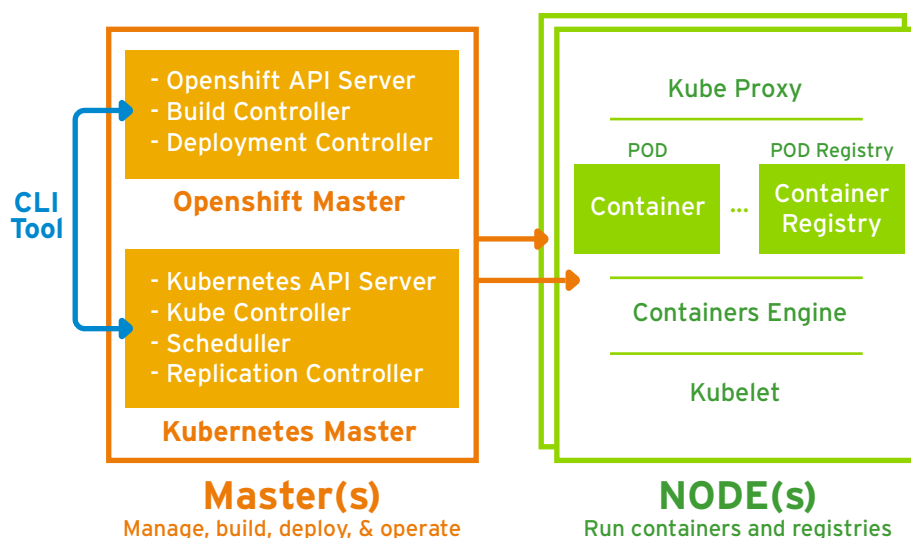 CLI
Tool
- Openshift API Server
- Build Controller
- Deployment Controller
Openshift Master
- Kubernetes API Server
- Kube Controller
- Scheduller
- Replication Controller
Kubernetes Master
Master(s)
Manage, build, deploy, & operate
Kube Proxy
POD
Container
...
POD Registry
Container
Registry
Containers Engine
Kubelet
NODE(s)
Run containers and registries